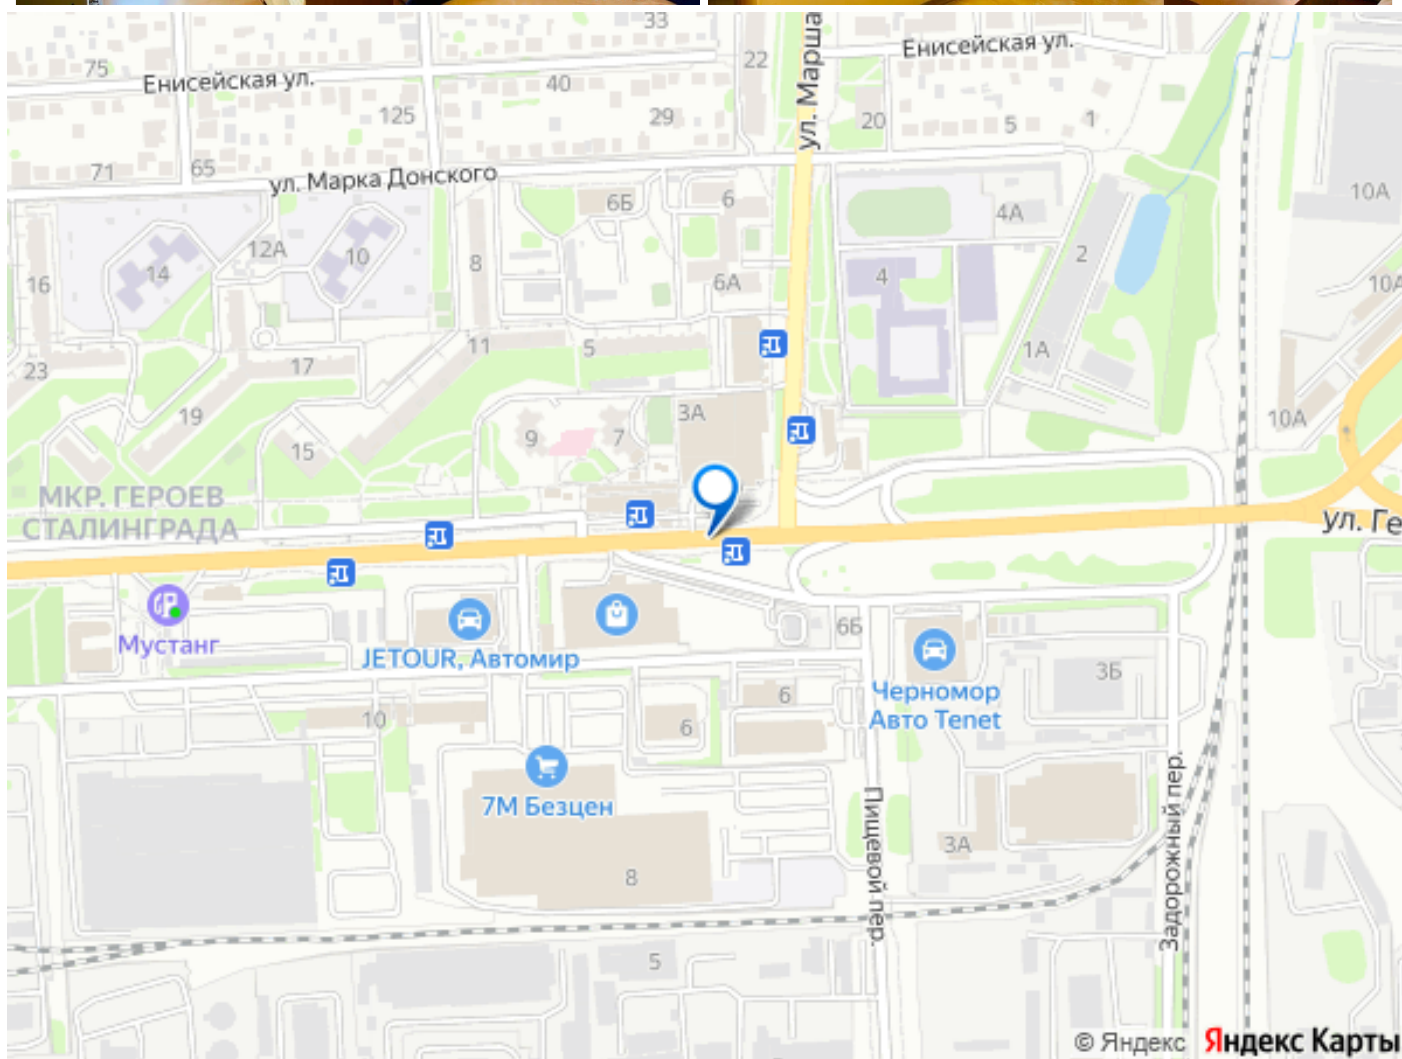 33
ул. Марше
22
Енисейская ул.
75
Енисейская ул.
40
125
29
20
5
1
71
65
ул. Марка Донского
10А
6Б
6
4А
12А
14
10
8
2
16
6А
4
10А
11
5
1А
17
23
19
3А
10А
9
7
15
МКР. ГЕРОЕВ
СТАЛИНГРАДА
ул. Ге
Мустанг
JETOUR, Автомир
6Б
3Б
Черномор
Авто Tenet
6
6
10
7М Безцен
Пищевой пер.
Задорожный пер.
3А
8
5
© Яндекс Яндекс Карты